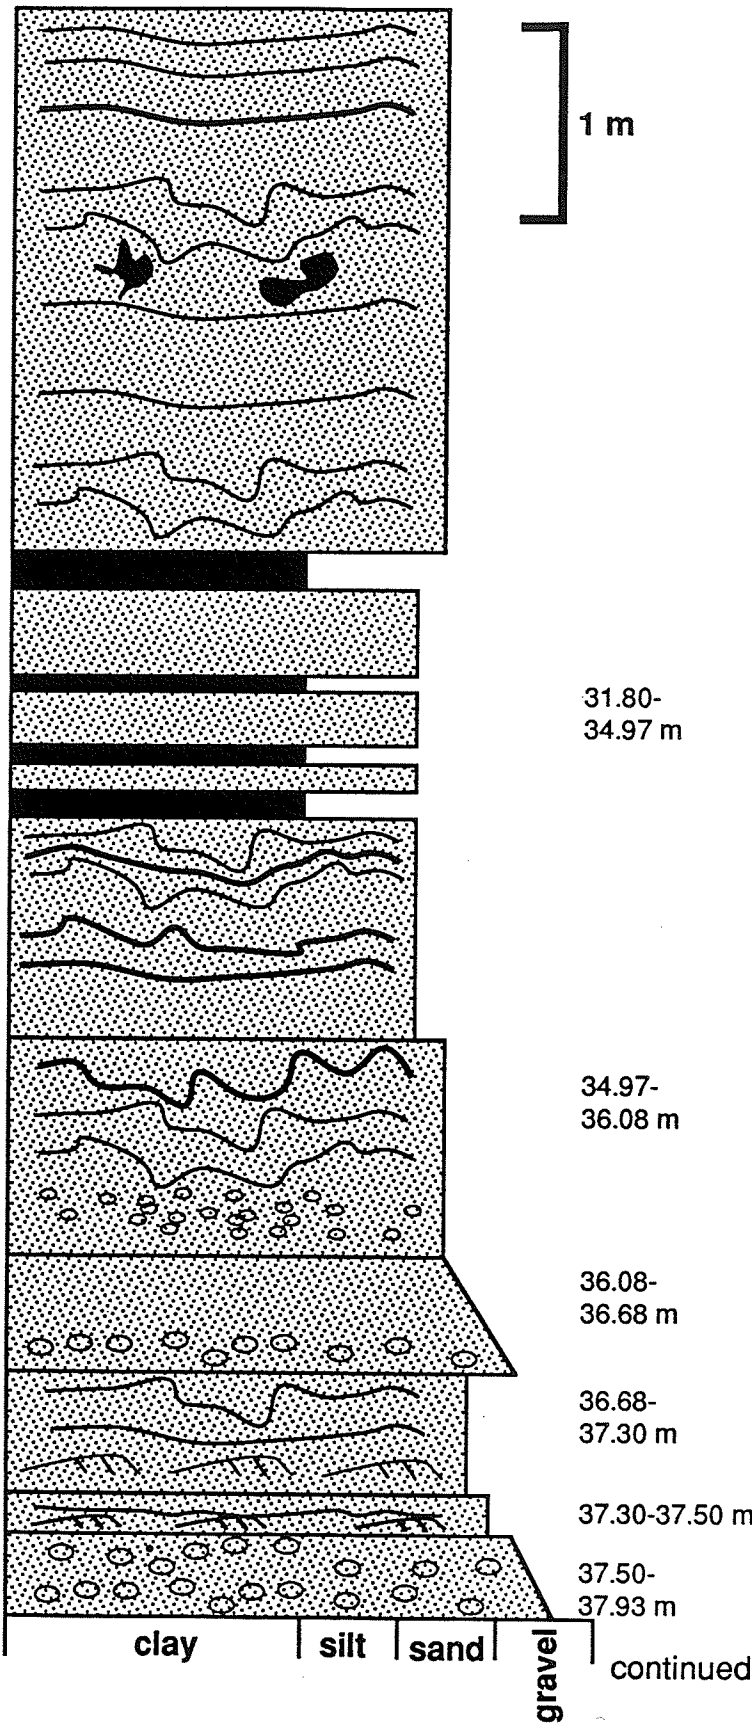 1 m
31.80-
34.97 m
34.97-
36.08 m
36.08-
36.68 m
36.68-
37.30 m
37.30-37.50 m
37.50-
37.93 m
clay silt sand gravel
continued